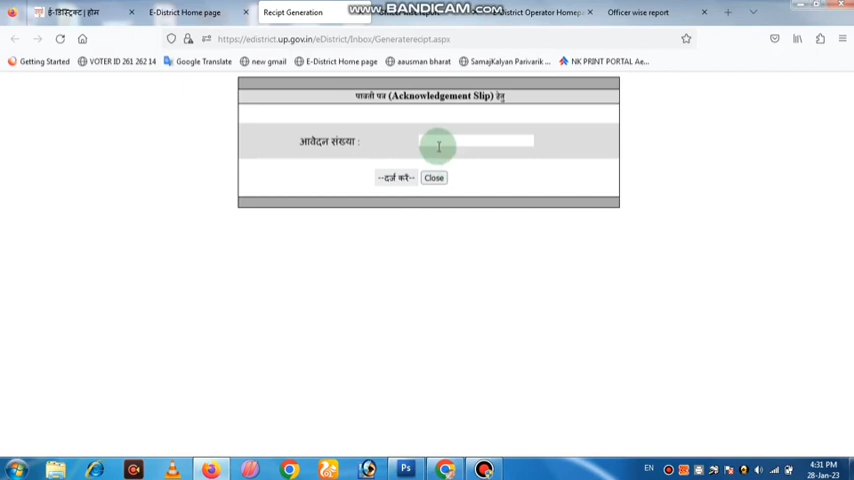 www.BANDICAM.com
ई-डिस्ट्रिक्ट | होम
E-District Home page
Recipt Generation
District Operator Homep
Officer wise report
https://edistrict.up.gov.in/eDistrict/Inbox/Generaterecipt.aspx
Getting Started
VOTER ID 261 262 14
Google Translate
new gmail
E-District Home page
aausman bharat
SamajKalyan Parivarik ...
NK PRINT PORTAL Ae...
पावती पत्र (Acknowledgement Slip) हेतु
आवेदन संख्या :
--दर्ज करें-- Close
Ps
EN
4:31 PM
28-Jan-23